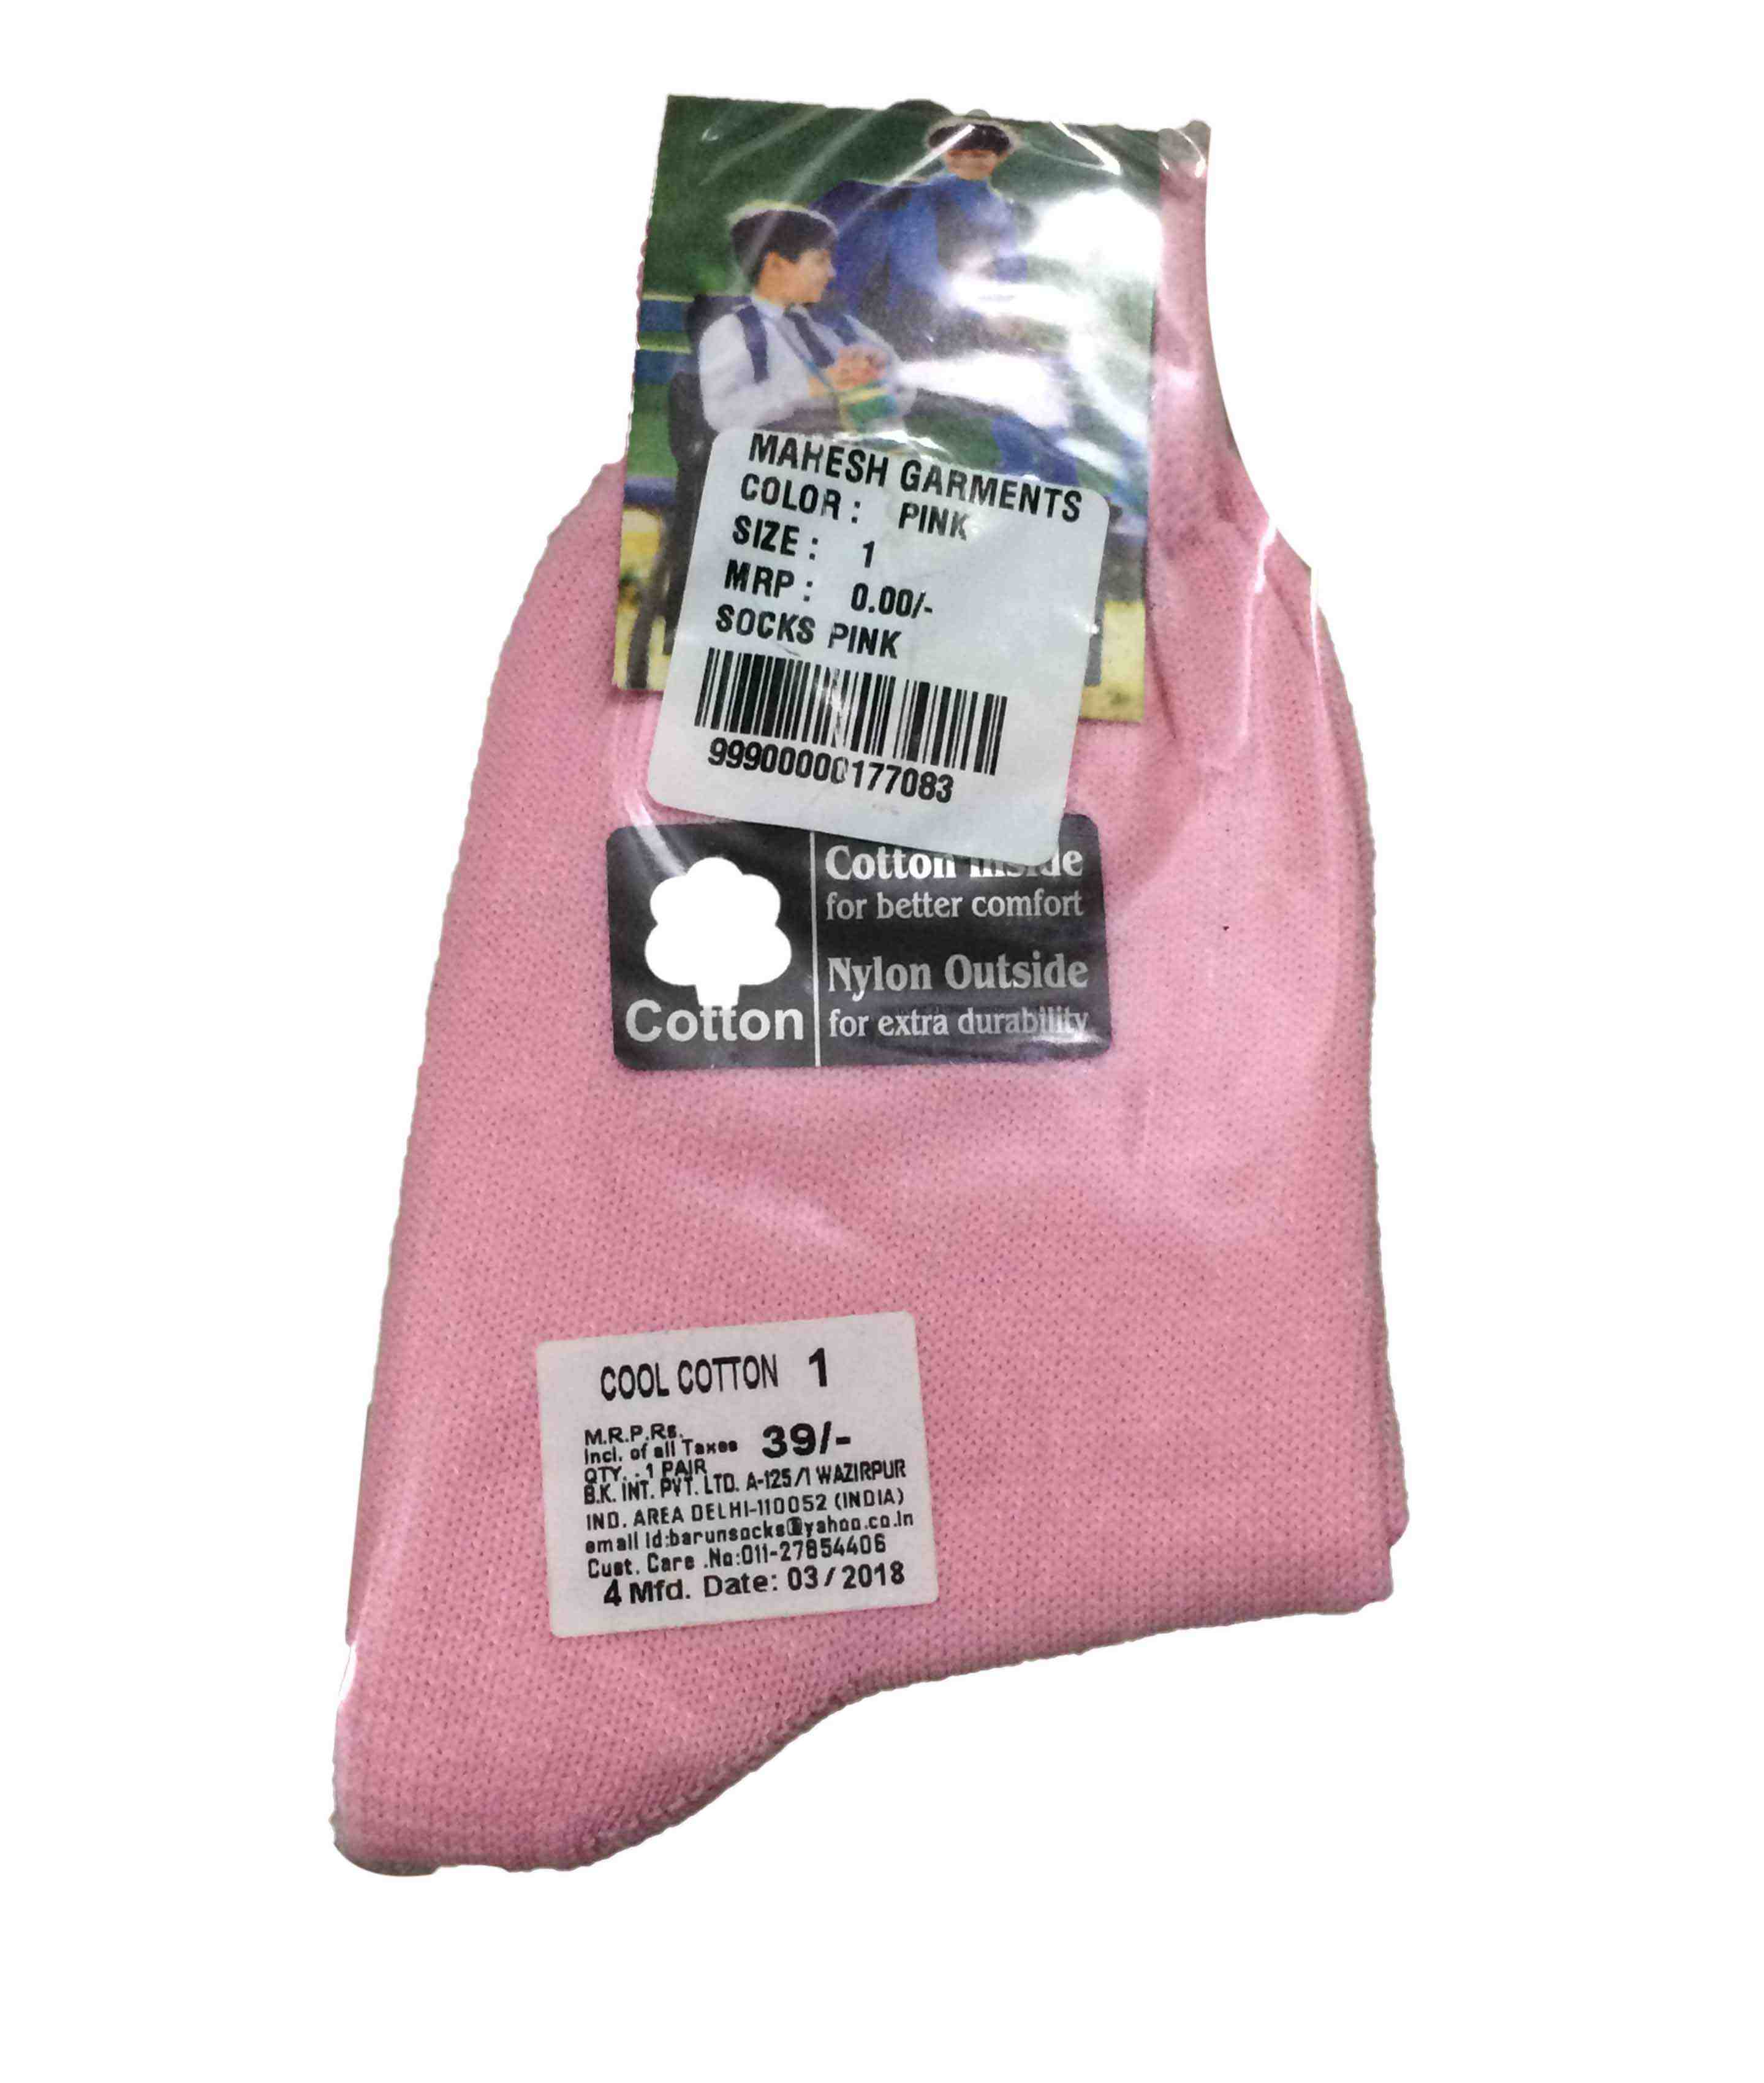 MAHESH GARMENTS
COLOR : PINK
SIZE : 1
MRP : 0.00/-
SOCKS PINK
99900000177083
Cotton Inside
for better comfort
Nylon Outside
for extra durability
Cotton
COOL COTTON 1
M.R.P.Rs.
Incl. of all Taxes 39/-
QTY. : 1 PAIR
B.K. INT. PVT. LTD. A-125/1 WAZIRPUR
IND. AREA DELHI-110052 (INDIA)
email id:barunsocks@yahoo.co.in
Cust. Care .No:011-27854406
4 Mfd. Date: 03/2018